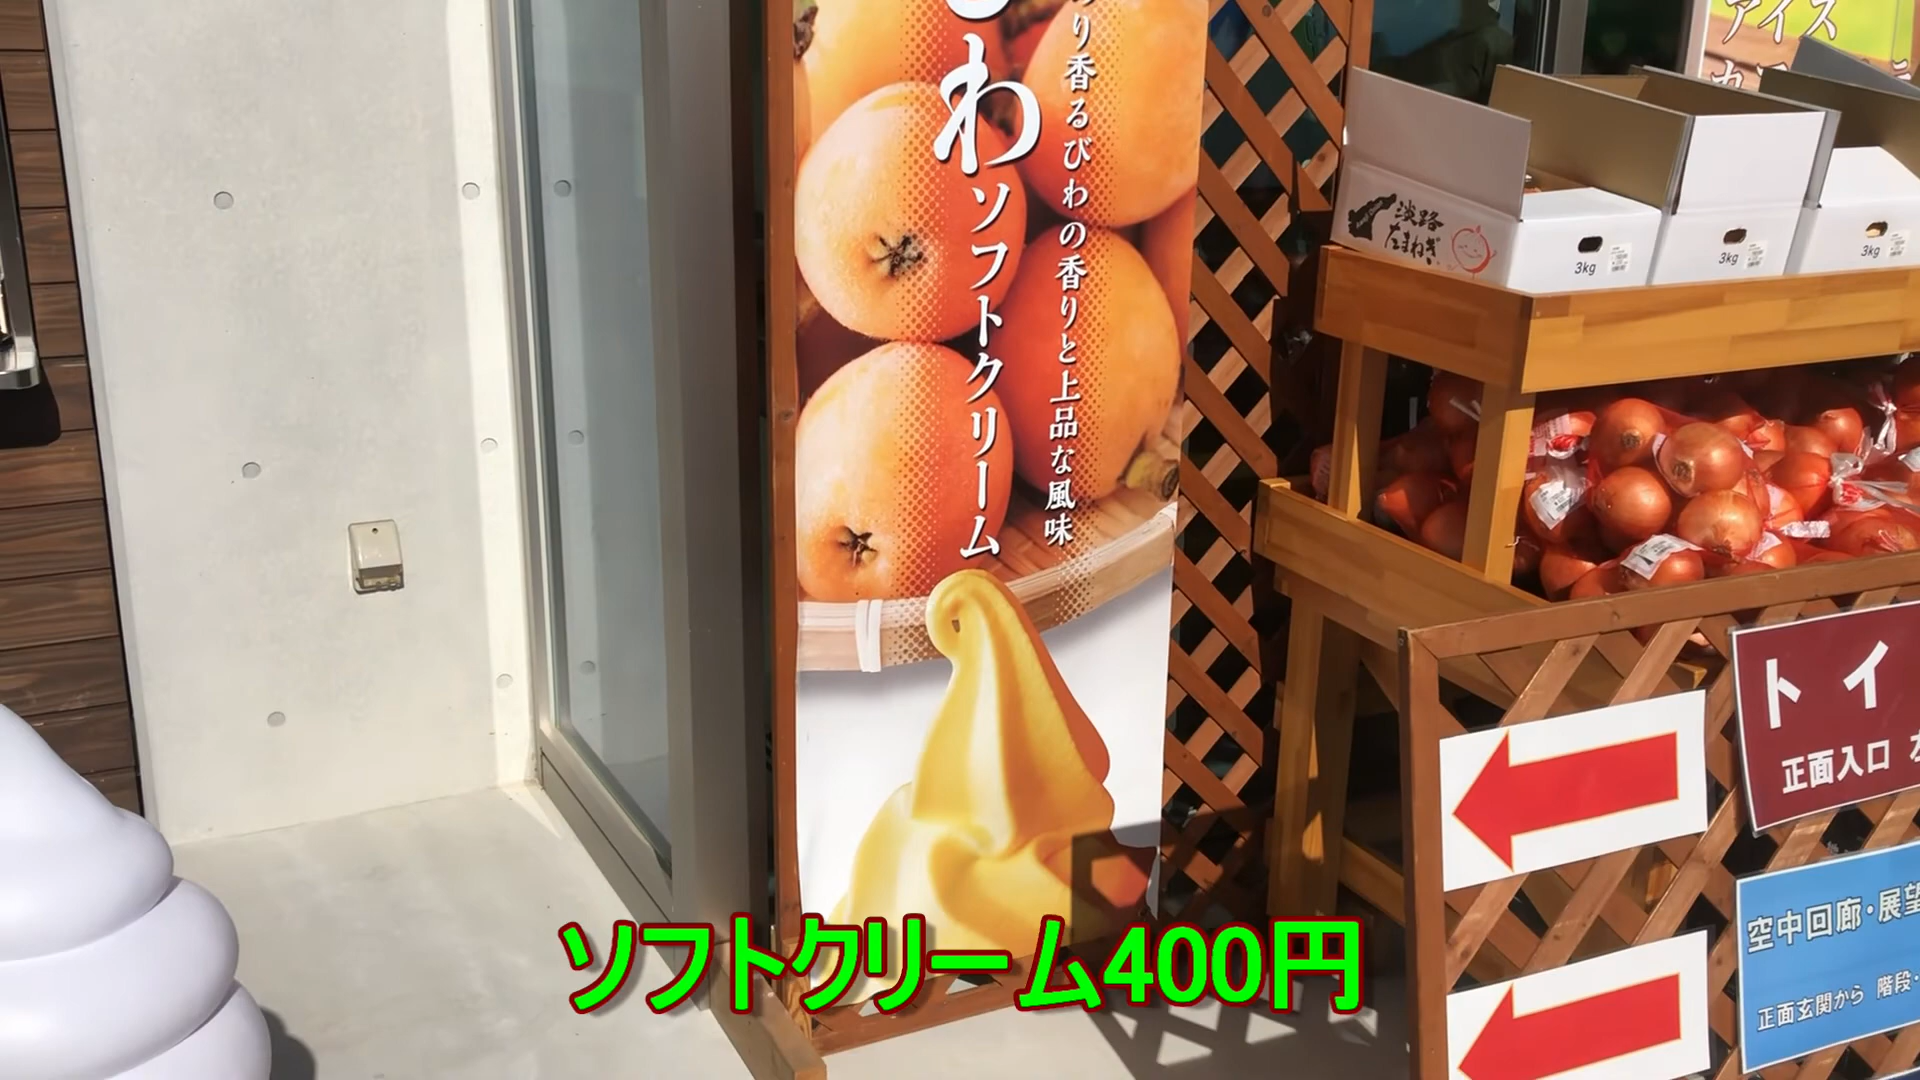 わ
ソフトクリーム
り香るびわの香りと上品な風味
アイス
淡路
たまねぎ
3kg
3kg
3kg
トイ
正面入口
空中回廊・展望
正面玄関から 階段・
ソフトクリーム400円